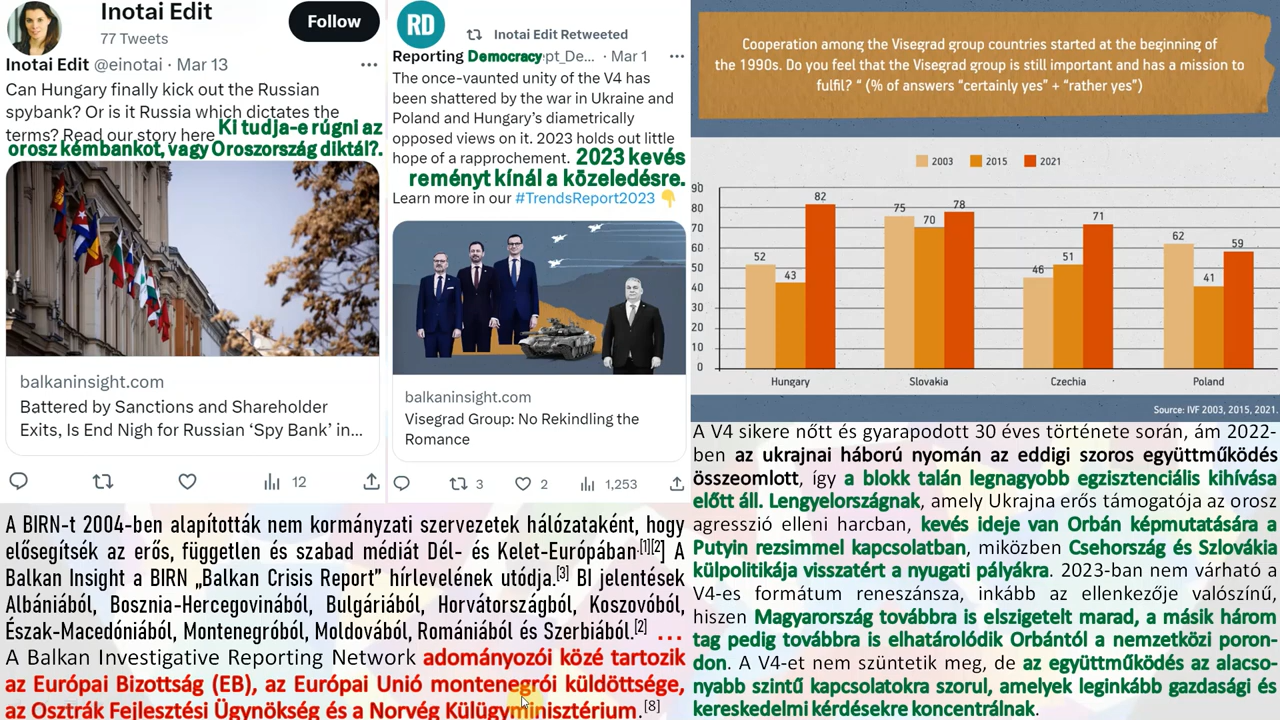 Inotai Edit
77 Tweets
Follow
Inotai Edit @einotai · Mar 13
Can Hungary finally kick out the Russian
spybank? Or is it Russia which dictates the
terms? Read our story here
Ki tudja-e rúgni az
orosz kémbankot, vagy Oroszország diktál?.
balkaninsight.com
Battered by Sanctions and Shareholder
Exits, Is End Nigh for Russian ‘Spy Bank’ in...
12
RD
Inotai Edit Retweeted
Reporting Democracy pt_De... · Mar 1
The once-vaunted unity of the V4 has
been shattered by the war in Ukraine and
Poland and Hungary’s diametrically
opposed views on it. 2023 holds out little
hope of a rapprochement.
2023 kevés
reményt kínál a közeledésre.
Learn more in our #TrendsReport2023 👇
balkaninsight.com
Visegrad Group: No Rekindling the
Romance
3 2 1,253
Cooperation among the Visegrad group countries started at the beginning of
the 1990s. Do you feel that the Visegrad group is still important and has a mission to
fulfil? “ (% of answers “certainly yes” + “rather yes”)
2003 2015 2021
90
80
70
60
50
40
30
20
10
0
52 43 82
75 70 78
46 51 71
62 41 59
Hungary Slovakia Czechia Poland
Source: IVF 2003, 2015, 2021.
A BIRN-t 2004-ben alapították nem kormányzati szervezetek hálózataként, hogy
elősegítsék az erős, független és szabad médiát Dél- és Kelet-Európában.[1][2] A
Balkan Insight a BIRN „Balkan Crisis Report” hírlevelének utódja.[3] BI jelentések
Albániából, Bosznia-Hercegovinából, Bulgáriából, Horvátországból, Koszovóból,
Észak-Macedóniából, Montenegróból, Moldovából, Romániából és Szerbiából.[2] ...
A Balkan Investigative Reporting Network adományozói közé tartozik
az Európai Bizottság (EB), az Európai Unió montenegrói küldöttsége,
az Osztrák Fejlesztési Ügynökség és a Norvég Külügyminisztérium.[8]
A V4 sikere nőtt és gyarapodott 30 éves története során, ám 2022-
ben az ukrajnai háború nyomán az eddigi szoros együttműködés
összeomlott, így a blokk talán legnagyobb egzisztenciális kihívása
előtt áll. Lengyelországnak, amely Ukrajna erős támogatója az orosz
agresszió elleni harcban, kevés ideje van Orbán képmutatására a
Putyin rezsimmel kapcsolatban, miközben Csehország és Szlovákia
külpolitikája visszatért a nyugati pályákra. 2023-ban nem várható a
V4-es formátum reneszánsza, inkább az ellenkezője valószínű,
hiszen Magyarország továbbra is elszigetelt marad, a másik három
tag pedig továbbra is elhatárolódik Orbántól a nemzetközi poron-
don. A V4-et nem szüntetik meg, de az együttműködés az alacso-
nyabb szintű kapcsolatokra szorul, amelyek leginkább gazdasági és
kereskedelmi kérdésekre koncentrálnak.